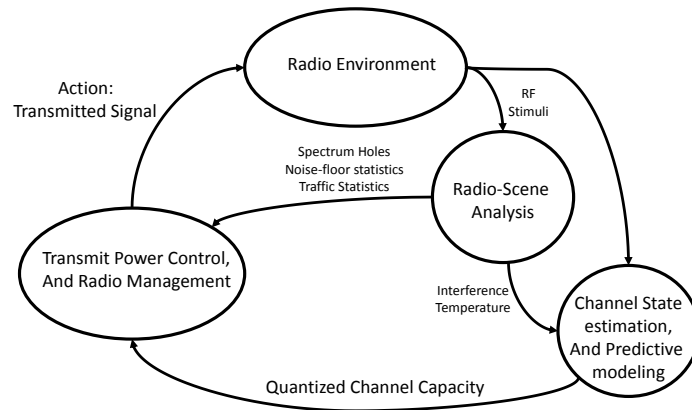 Radio Environment
Action:
Transmitted Signal
RF
Stimuli
Spectrum Holes
Noise-floor statistics
Traffic Statistics
Radio-Scene
Analysis
Transmit Power Control,
And Radio Management
Interference
Temperature
Channel State
estimation,
And Predictive
modeling
Quantized Channel Capacity